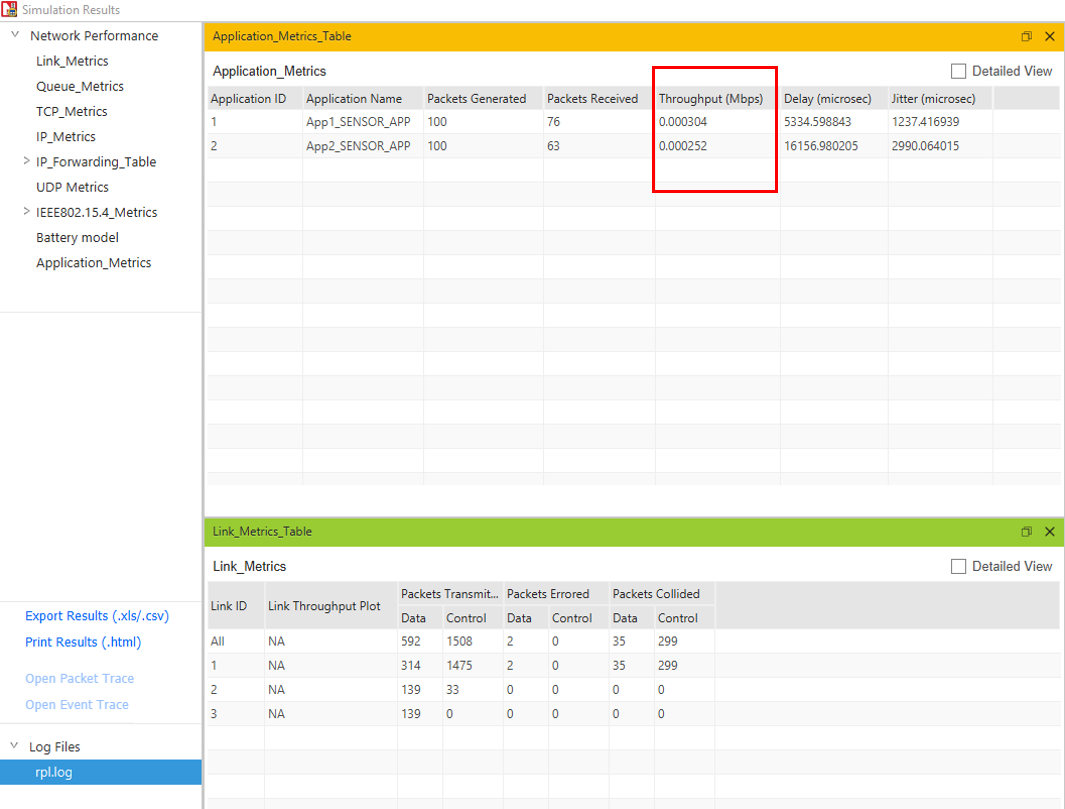 Simulation Results
Network Performance
Link_Metrics
Queue_Metrics
TCP_Metrics
IP_Metrics
IP_Forwarding_Table
UDP Metrics
IEEE802.15.4_Metrics
Battery model
Application_Metrics
Export Results (.xls/.csv)
Print Results (.html)
Open Packet Trace
Open Event Trace
Log Files
rpl.log
Application_Metrics_Table
Application_Metrics Detailed View
Application ID Application Name Packets Generated Packets Received Throughput (Mbps) Delay (microsec) Jitter (microsec)
1 App1_SENSOR_APP 100 76 0.000304 5334.598843 1237.416939
2 App2_SENSOR_APP 100 63 0.000252 16156.980205 2990.064015
Link_Metrics_Table
Link_Metrics Detailed View
Link ID Link Throughput Plot Packets Transmit... Packets Errored Packets Collided
Data Control Data Control Data Control
All NA 592 1508 2 0 35 299
1 NA 314 1475 2 0 35 299
2 NA 139 33 0 0 0 0
3 NA 139 0 0 0 0 0